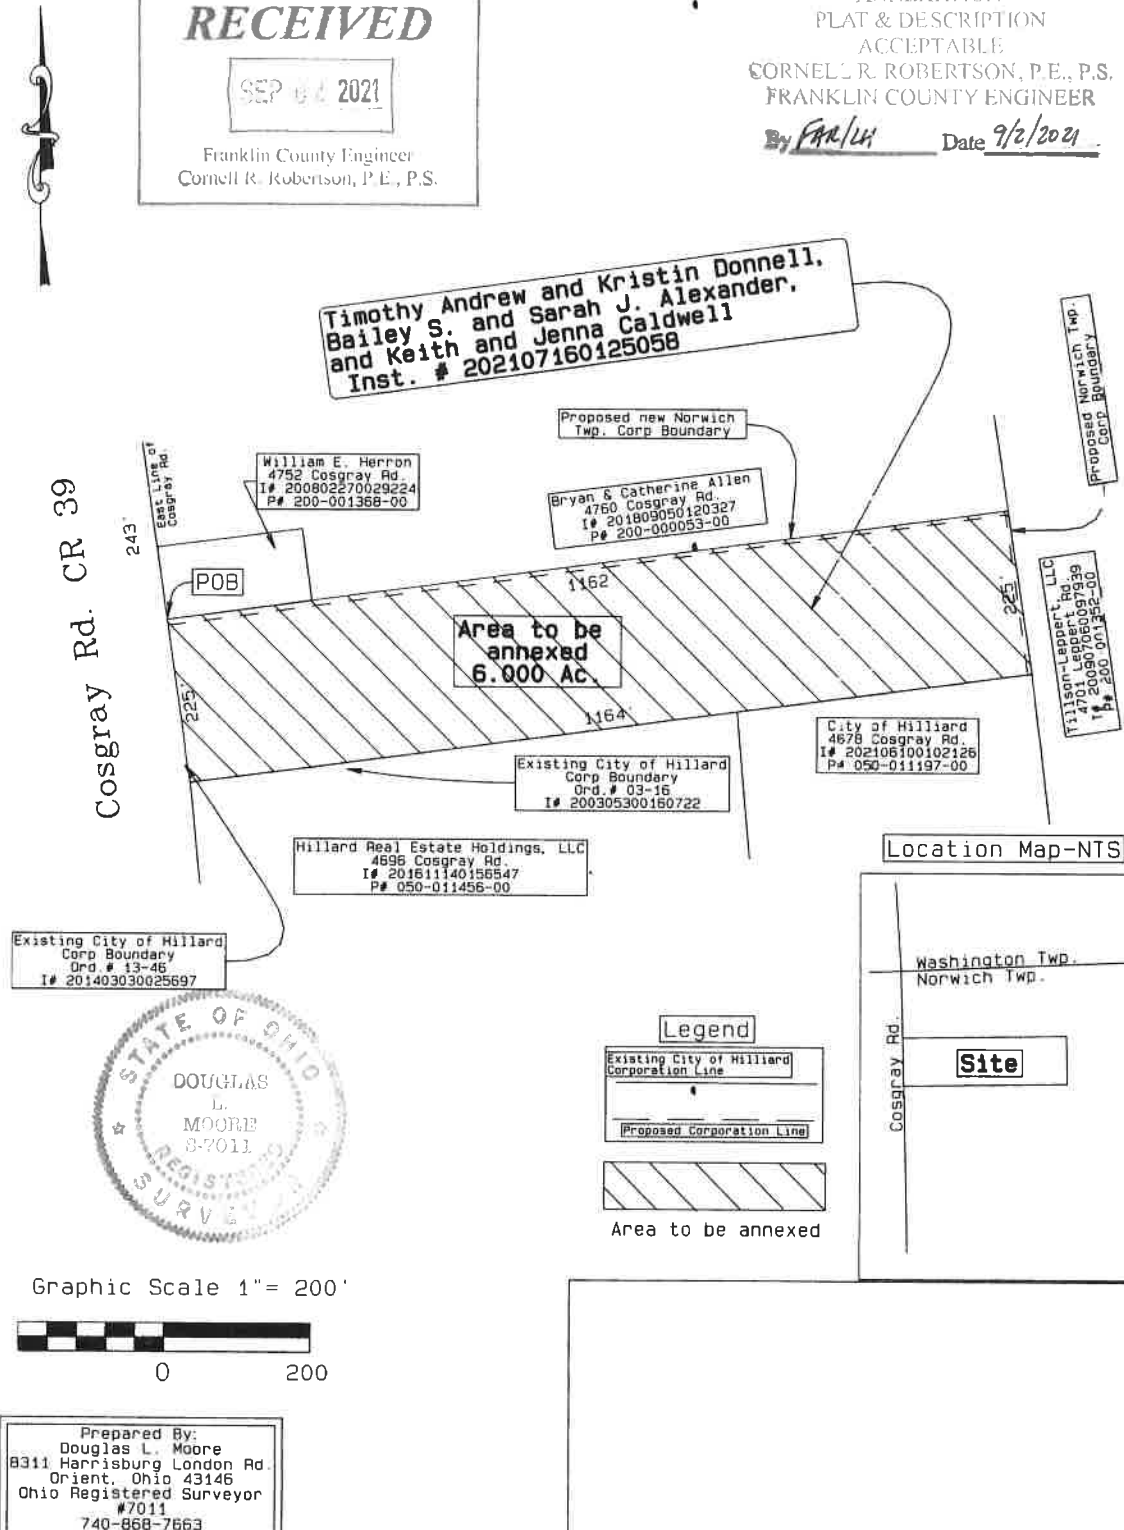 RECEIVED
SEP 2021
Franklin County Engineer
Cornell R. Robertson, P.E., P.S.
PLAT & DESCRIPTION
ACCEPTABLE
CORNELL R. ROBERTSON, P.E., P.S.
FRANKLIN COUNTY ENGINEER
By FAR/LH Date 9/2/2021
Timothy Andrew and Kristin Donnell,
Bailey S. and Sarah J. Alexander,
and Keith and Jenna Caldwell
Inst. # 202107160125058
Proposed Norwich Twp.
Corp Boundary
Proposed new Norwich
Twp. Corp Boundary
East Line of
Cosgray Rd.
William E. Herron
4752 Cosgray Rd.
I# 200802270029224
P# 200-001368-00
Bryan & Catherine Allen
4760 Cosgray Rd.
I# 201809050120327
P# 200-000053-00
243'
Cosgray Rd. CR 39
POB
1162
225'
Area to be
annexed
6.000 Ac.
Tillson-Leppert, LLC
4701 Leppert Rd.
I# 200907060097939
P# 200-001352-00
225'
1164'
City of Hilliard
4678 Cosgray Rd.
I# 202106100102126
P# 050-011197-00
Existing City of Hillard
Corp Boundary
Ord.# 03-16
I# 200305300160722
Hillard Real Estate Holdings, LLC
4696 Cosgray Rd.
I# 201611140156547
P# 050-011456-00
Location Map-NTS
Existing City of Hillard
Corp Boundary
Ord.# 13-46
I# 201403030025697
Washington Twp.
Norwich Twp.
Cosgray Rd.
Site
STATE OF OHIO
DOUGLAS
L.
MOORE
S-7011
REGISTERED
SURVEYOR
Legend
Existing City of Hilliard
Corporation Line
Proposed Corporation Line
Area to be annexed
Graphic Scale 1"= 200'
0 200
Prepared By:
Douglas L. Moore
8311 Harrisburg London Rd.
Orient, Ohio 43146
Ohio Registered Surveyor
#7011
740-868-7663